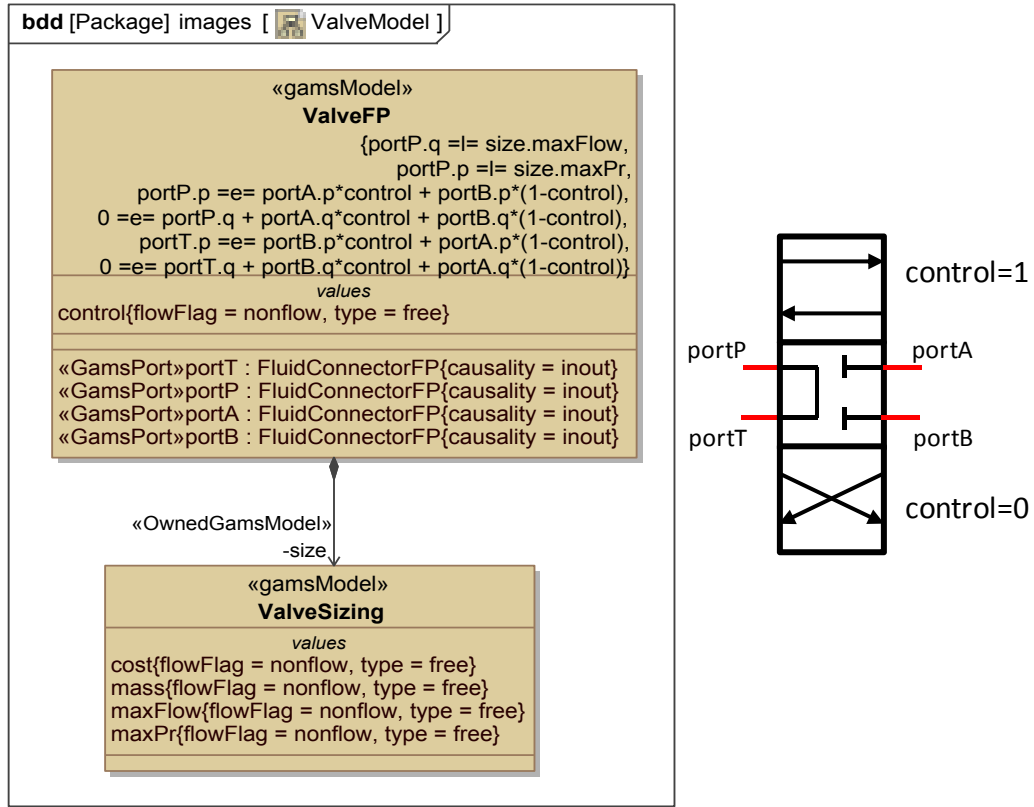 bdd [Package] images [ ValveModel ]
«gamsModel»
ValveFP
{portP.q =l= size.maxFlow,
portP.p =l= size.maxPr,
portP.p =e= portA.p*control + portB.p*(1-control),
0 =e= portP.q + portA.q*control + portB.q*(1-control),
portT.p =e= portB.p*control + portA.p*(1-control),
0 =e= portT.q + portB.q*control + portA.q*(1-control)}
values
control{flowFlag = nonflow, type = free}
«GamsPort»portT : FluidConnectorFP{causality = inout}
«GamsPort»portP : FluidConnectorFP{causality = inout}
«GamsPort»portA : FluidConnectorFP{causality = inout}
«GamsPort»portB : FluidConnectorFP{causality = inout}
«OwnedGamsModel»
-size
«gamsModel»
ValveSizing
values
cost{flowFlag = nonflow, type = free}
mass{flowFlag = nonflow, type = free}
maxFlow{flowFlag = nonflow, type = free}
maxPr{flowFlag = nonflow, type = free}
control=1
portP
portA
portT
portB
control=0